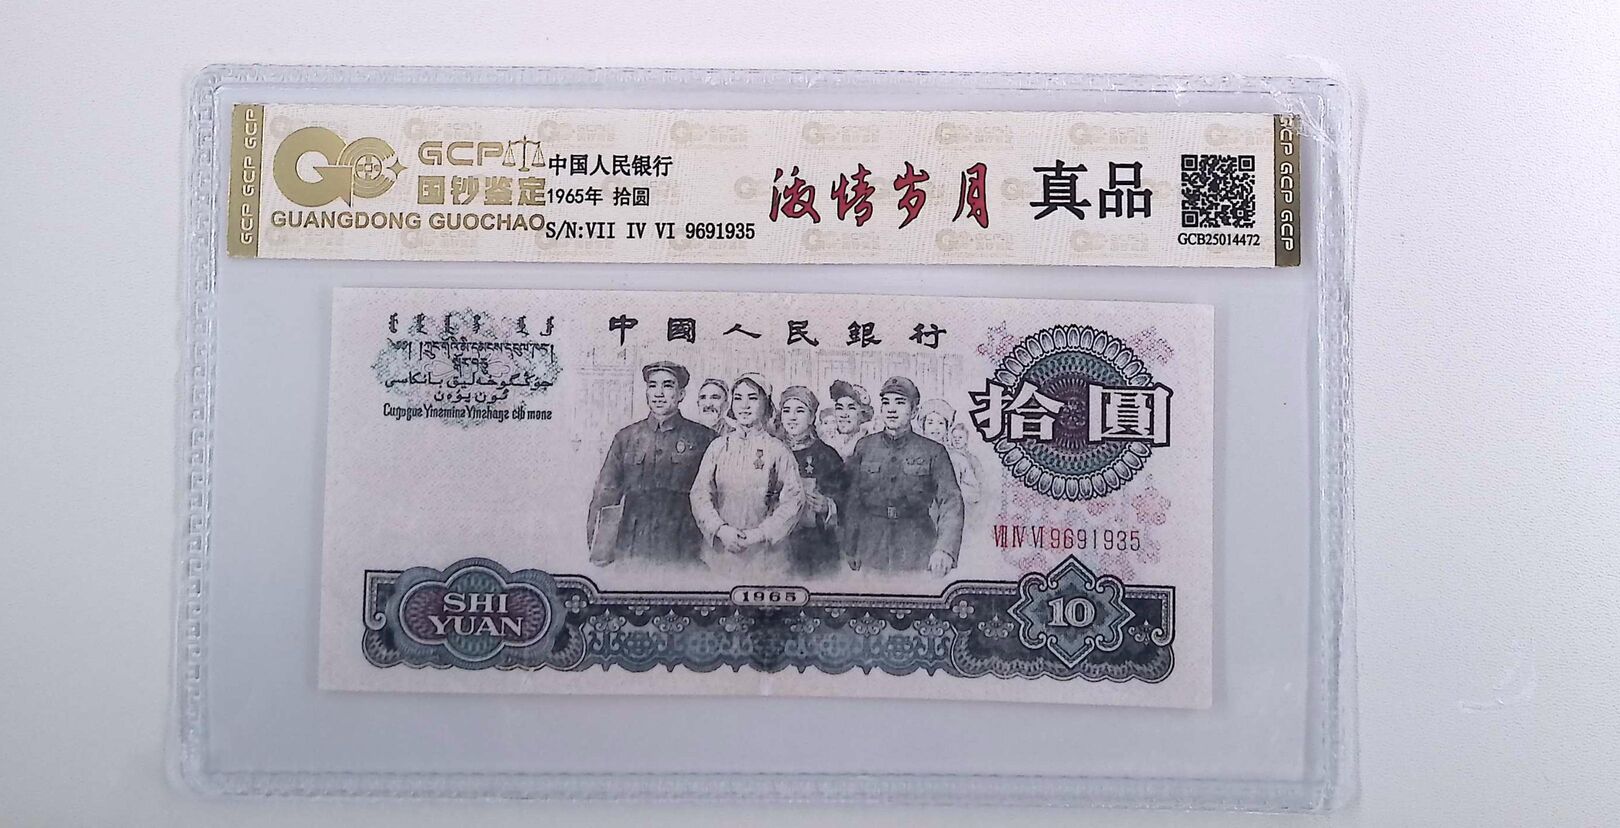 GCP GCP GCP
GCP
国钞鉴定
GUANGDONG GUOCHAO
中国人民银行
1965年 拾圆
S/N:VII IV VI 9691935
激情岁月
真品
GCB25014472
GCP GCP GCP
中國人民銀行
拾圓
VII IV VI 9691935
1965
SHI
YUAN
10